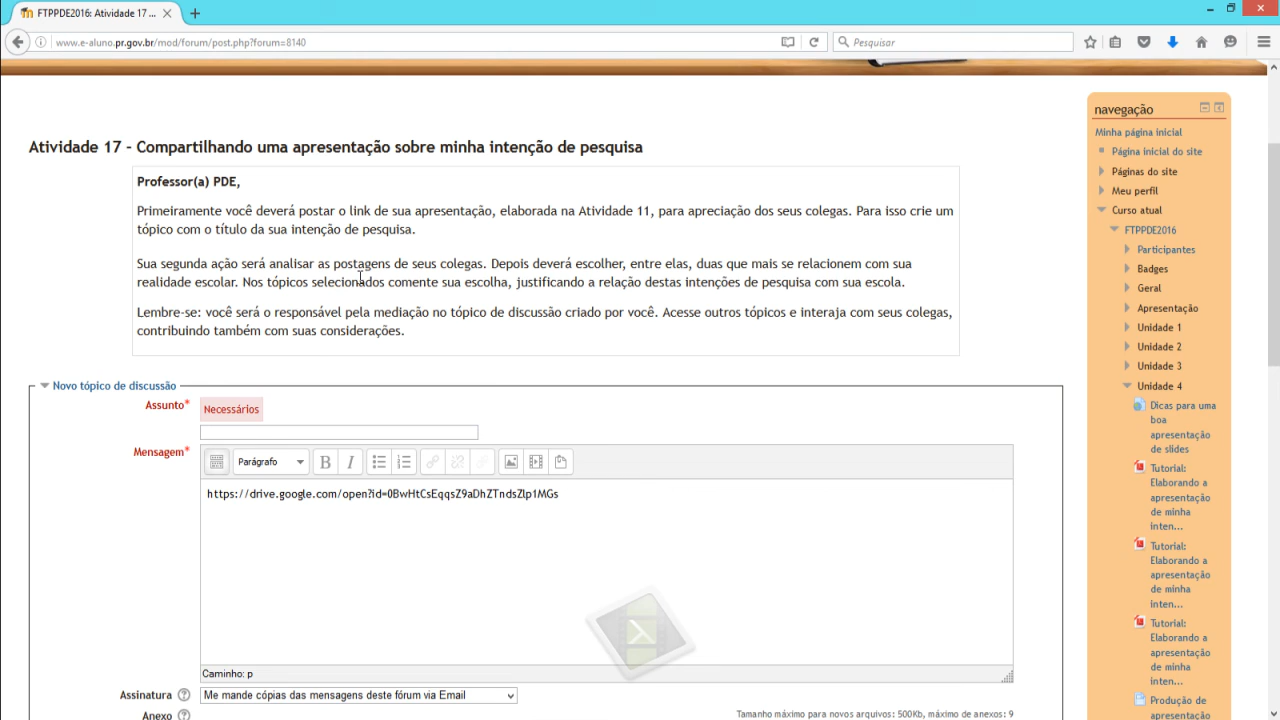 FTPPDE2016: Atividade 17 ...
www.e-aluno.pr.gov.br/mod/forum/post.php?forum=8140
Pesquisar
Atividade 17 - Compartilhando uma apresentação sobre minha intenção de pesquisa
Professor(a) PDE,
Primeiramente você deverá postar o link de sua apresentação, elaborada na Atividade 11, para apreciação dos seus colegas. Para isso crie um
tópico com o título da sua intenção de pesquisa.
Sua segunda ação será analisar as postagens de seus colegas. Depois deverá escolher, entre elas, duas que mais se relacionem com sua
realidade escolar. Nos tópicos selecionados comente sua escolha, justificando a relação destas intenções de pesquisa com sua escola.
Lembre-se: você será o responsável pela mediação no tópico de discussão criado por você. Acesse outros tópicos e interaja com seus colegas,
contribuindo também com suas considerações.
Novo tópico de discussão
Assunto*
Necessários
Mensagem*
Parágrafo
B
I
https://drive.google.com/open?id=0BwHtCsEqqsZ9aDhZTndsZlp1MGs
Caminho: p
Assinatura
Me mande cópias das mensagens deste fórum via Email
Anexo
Tamanho máximo para novos arquivos: 500Kb, máximo de anexos: 9
navegação
Minha página inicial
Página inicial do site
Páginas do site
Meu perfil
Curso atual
FTPPDE2016
Participantes
Badges
Geral
Apresentação
Unidade 1
Unidade 2
Unidade 3
Unidade 4
Dicas para uma
boa
apresentação
de slides
Tutorial:
Elaborando a
apresentação
de minha
inten...
Tutorial:
Elaborando a
apresentação
de minha
inten...
Tutorial:
Elaborando a
apresentação
de minha
inten...
Produção de
apresentação